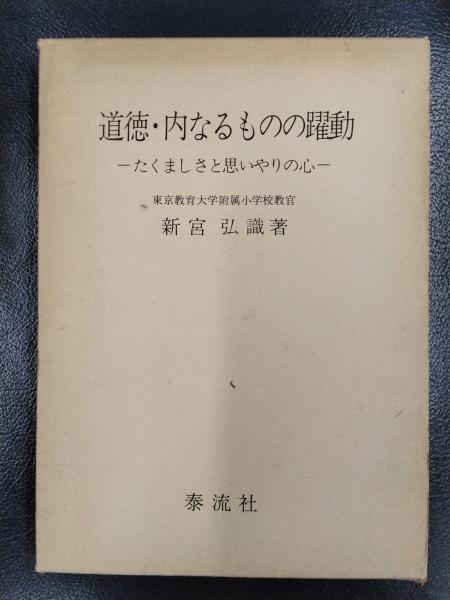 道徳・内なるものの躍動
－たくましさと思いやりの心－
東京教育大学附属小学校教官
新宮 弘識著
泰流社